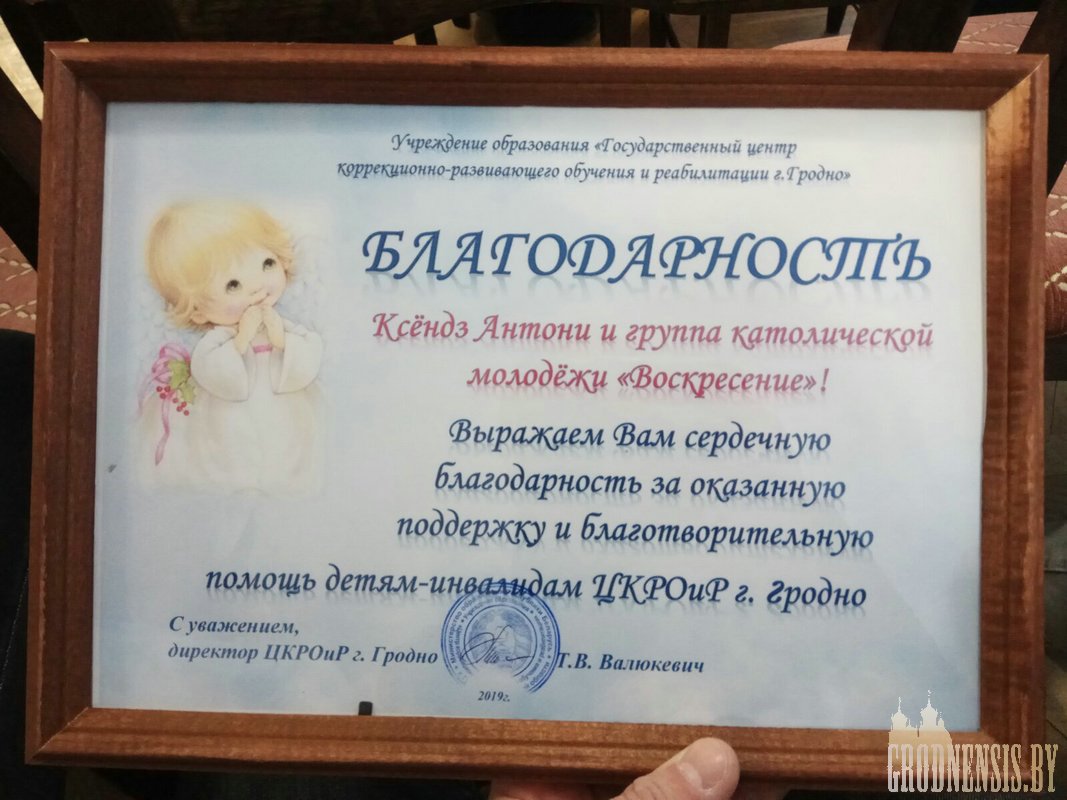 Учреждение образования «Государственный центр
коррекционно-развивающего обучения и реабилитации г.Гродно»
БЛАГОДАРНОСТЬ
Ксёндз Антони и группа католической
молодёжи «Воскресение»!
Выражаем Вам сердечную
благодарность за оказанную
поддержку и благотворительную
помощь детям-инвалидам ЦКРОиР г. гродно
С уважением,
директор ЦКРОиР г. Гродно Т.В. Валюкевич
2019г.
GRODNENSIS.BY